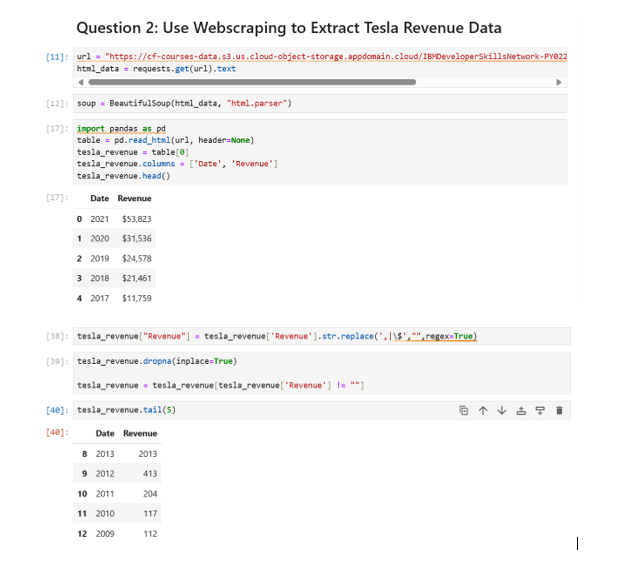 Question 2: Use Webscraping to Extract Tesla Revenue Data
[11]: url = "https://cf-courses-data.s3.us.cloud-object-storage.appdomain.cloud/IBMDeveloperSkillsNetwork-PY022
html_data = requests.get(url).text
[12]: soup = BeautifulSoup(html_data, "html.parser")
[17]: import pandas as pd
table = pd.read_html(url, header=None)
tesla_revenue = table[0]
tesla_revenue.columns = ['Date', 'Revenue']
tesla_revenue.head()
[17]: Date Revenue
0 2021 $53,823
1 2020 $31,536
2 2019 $24,578
3 2018 $21,461
4 2017 $11,759
[38]: tesla_revenue["Revenue"] = tesla_revenue['Revenue'].str.replace(',|\$',"",regex=True)
[39]: tesla_revenue.dropna(inplace=True)
tesla_revenue = tesla_revenue[tesla_revenue['Revenue'] != ""]
[40]: tesla_revenue.tail(5)
[40]: Date Revenue
8 2013 2013
9 2012 413
10 2011 204
11 2010 117
12 2009 112